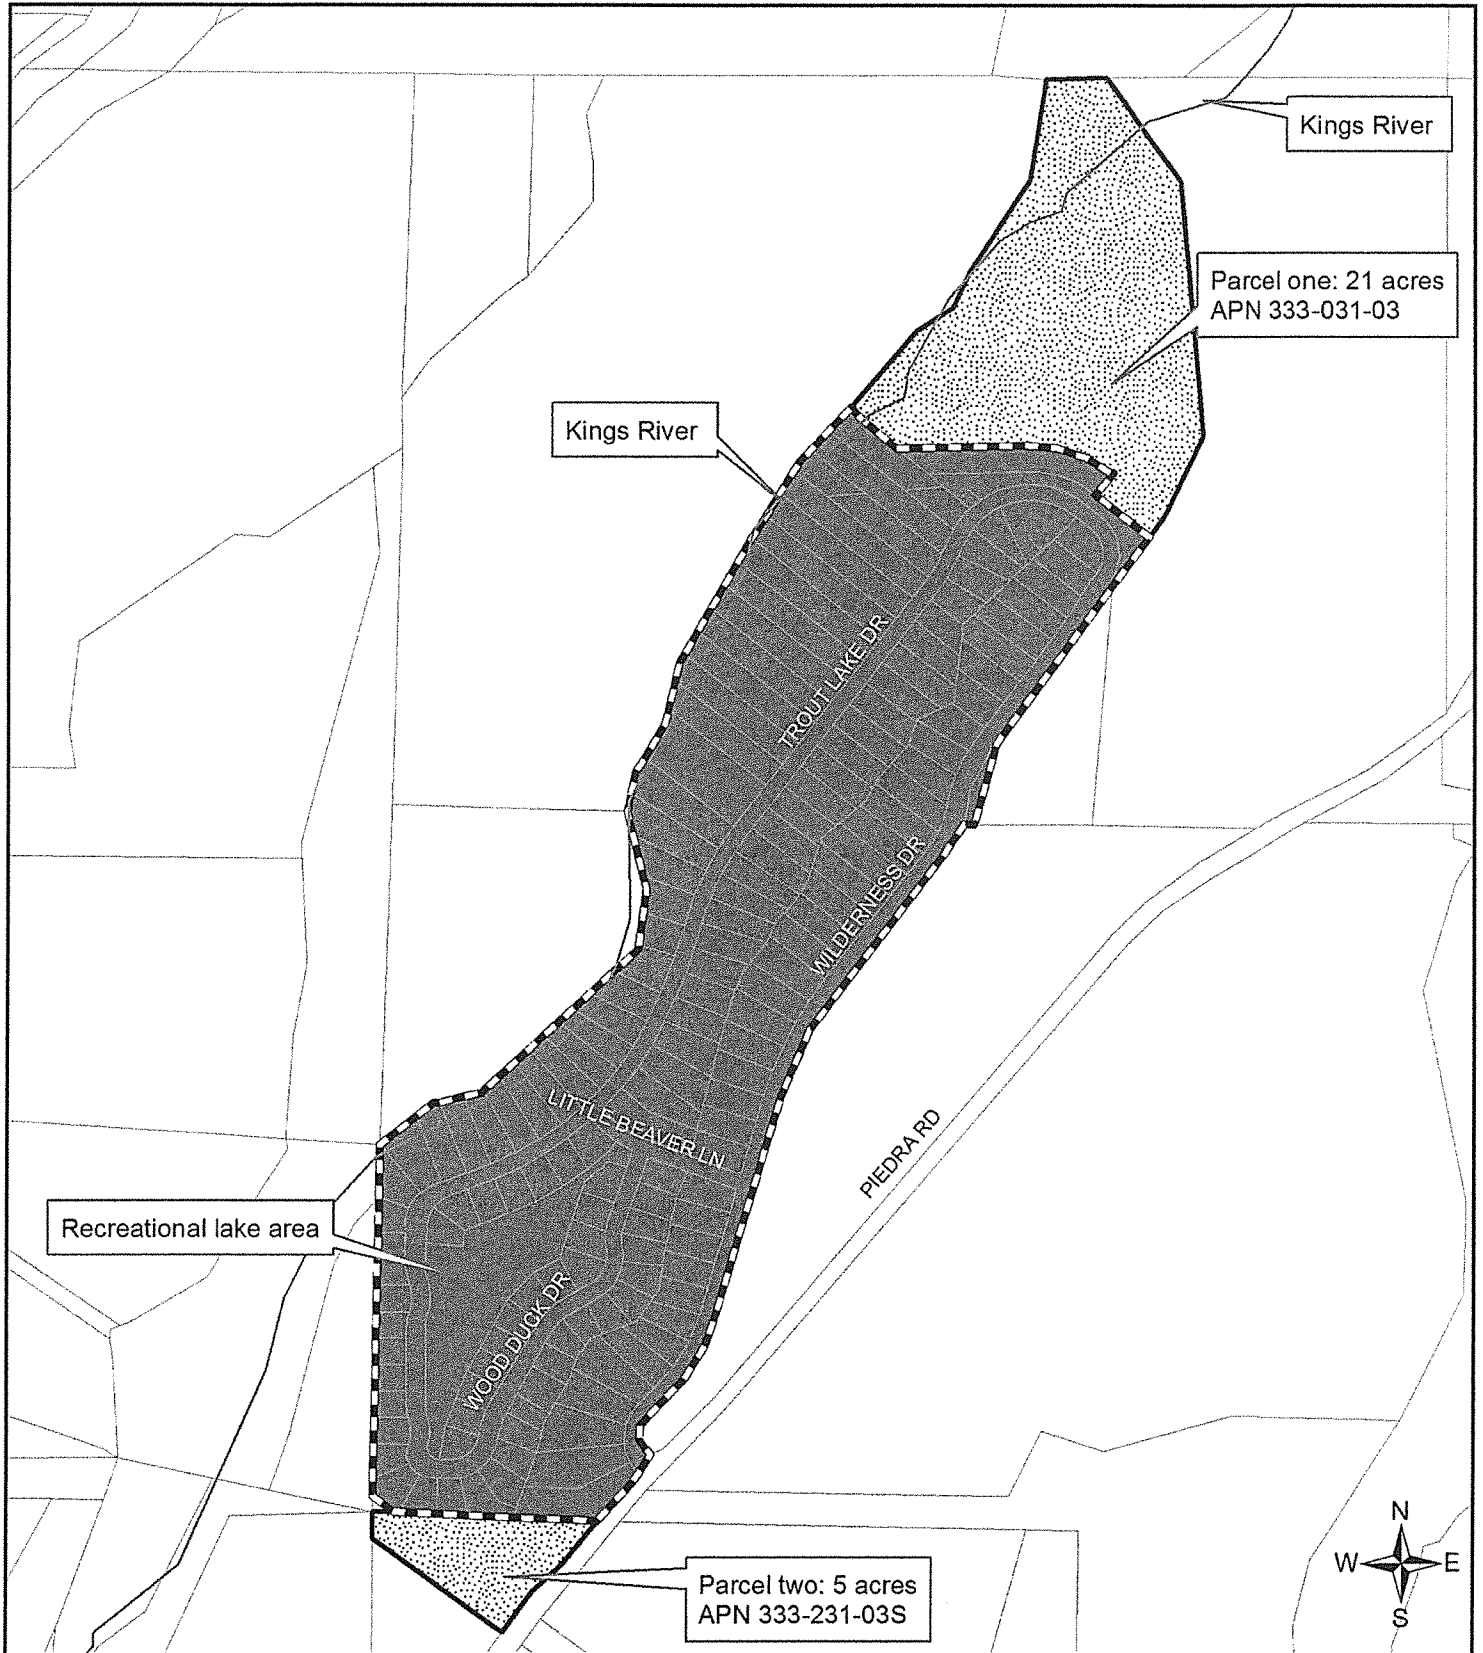 Kings River
Parcel one: 21 acres
APN 333-031-03
Kings River
TROUT LAKE DR
WILDERNESS DR
LITTLE BEAVER LN
PIEDRA RD
Recreational lake area
WOOD DUCK DR
N
W E
S
Parcel two: 5 acres
APN 333-231-03S